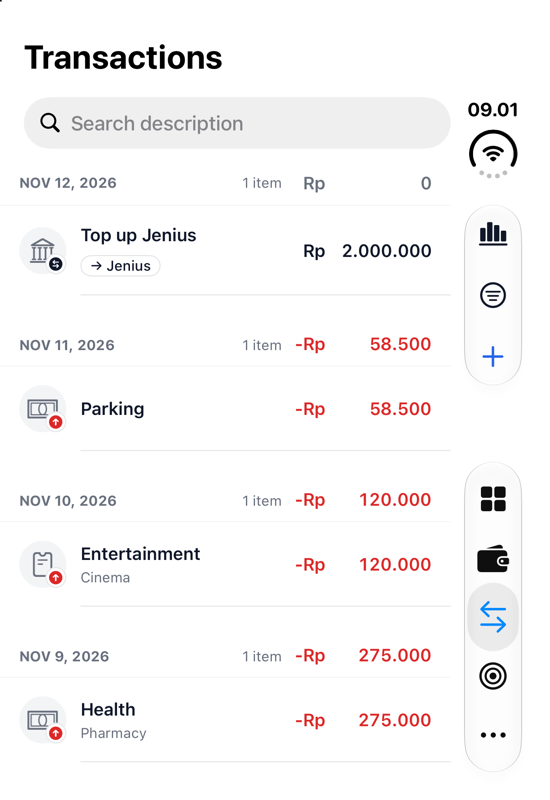 Transactions
09.01
Search description
NOV 12, 2026 1 item Rp 0
Top up Jenius Rp 2.000.000
→ Jenius
NOV 11, 2026 1 item -Rp 58.500
Parking -Rp 58.500
NOV 10, 2026 1 item -Rp 120.000
Entertainment -Rp 120.000
Cinema
NOV 9, 2026 1 item -Rp 275.000
Health -Rp 275.000
Pharmacy